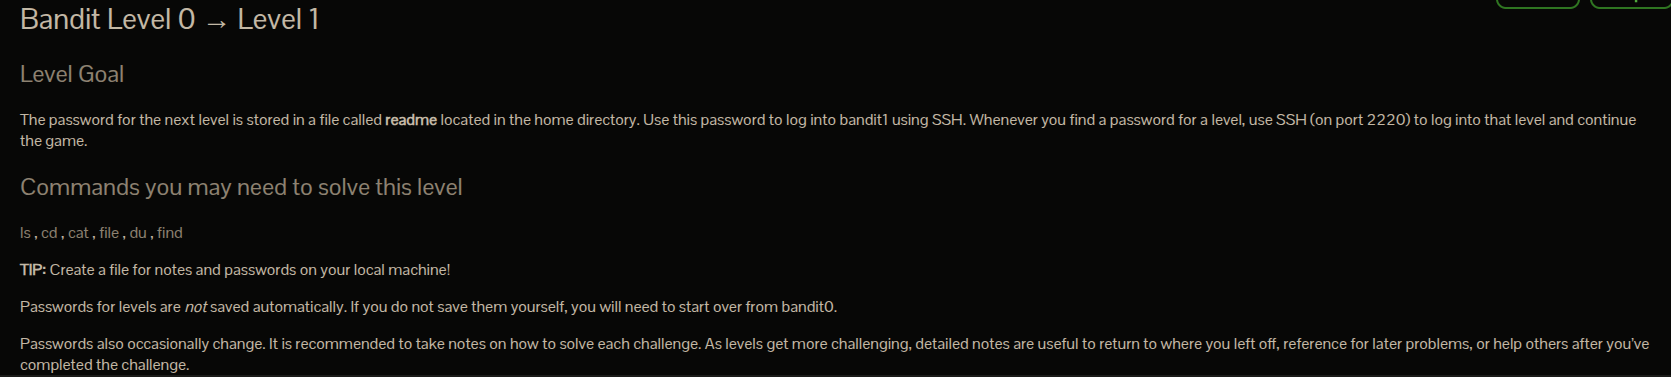 Bandit Level 0 → Level 1
Level Goal
The password for the next level is stored in a file called readme located in the home directory. Use this password to log into bandit1 using SSH. Whenever you find a password for a level, use SSH (on port 2220) to log into that level and continue
the game.
Commands you may need to solve this level
ls , cd , cat , file , du , find
TIP: Create a file for notes and passwords on your local machine!
Passwords for levels are not saved automatically. If you do not save them yourself, you will need to start over from bandit0.
Passwords also occasionally change. It is recommended to take notes on how to solve each challenge. As levels get more challenging, detailed notes are useful to return to where you left off, reference for later problems, or help others after you've
completed the challenge.